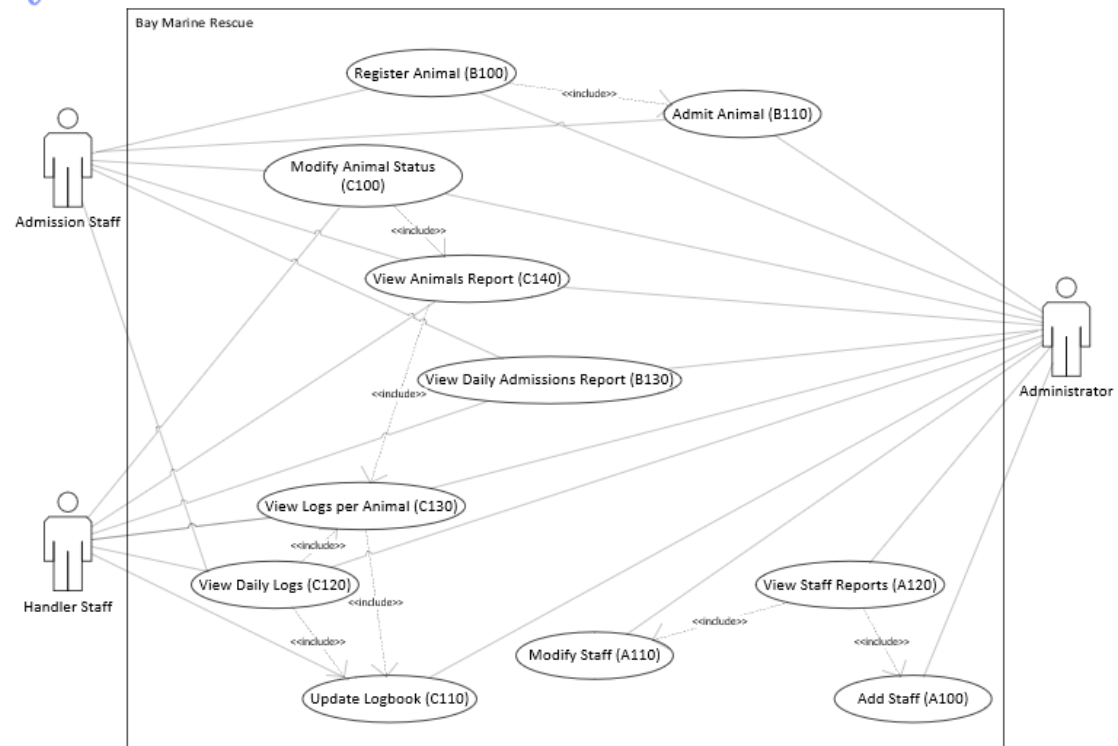 Bay Marine Rescue
Register Animal (B100)
<<include>>
Admit Animal (B110)
Modify Animal Status
(C100)
Admission Staff
<<include>>
View Animals Report (C140)
View Daily Admissions Report (B130)
<<include>>
Administrator
View Logs per Animal (C130)
<<include>>
View Daily Logs (C120)
View Staff Reports (A120)
Handler Staff
<<include>>
<<include>>
<<include>>
<<include>>
Modify Staff (A110)
Update Logbook (C110)
Add Staff (A100)